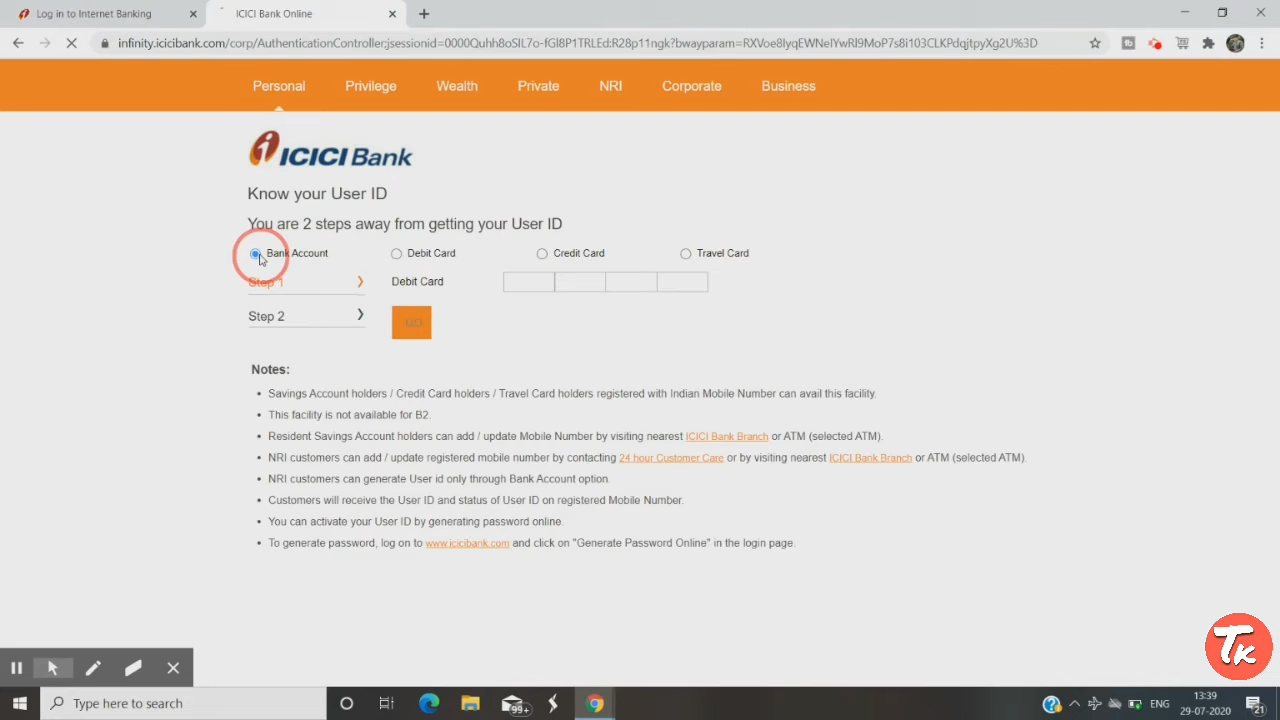 Log in to Internet Banking
ICICI Bank Online
infinity.icicibank.com/corp/AuthenticationController;jsessionid=0000Quhh8oSIL7o-fGl8P1TRLEd:R28p11ngk?bwayparam=RXVoe8IyqEWNeIYwRl9MoP7s8i103CLKPdqjtpyXg2U%3D
Personal Privilege Wealth Private NRI Corporate Business
i ICICI Bank
Know your User ID
You are 2 steps away from getting your User ID
Bank Account Debit Card Credit Card Travel Card
Step 1 Debit Card
Step 2 GO
Notes:
• Savings Account holders / Credit Card holders / Travel Card holders registered with Indian Mobile Number can avail this facility.
• This facility is not available for B2.
• Resident Savings Account holders can add / update Mobile Number by visiting nearest ICICI Bank Branch or ATM (selected ATM).
• NRI customers can add / update registered mobile number by contacting 24 hour Customer Care or by visiting nearest ICICI Bank Branch or ATM (selected ATM).
• NRI customers can generate User id only through Bank Account option.
• Customers will receive the User ID and status of User ID on registered Mobile Number.
• You can activate your User ID by generating password online.
• To generate password, log on to www.icicibank.com and click on "Generate Password Online" in the login page.
TK
Type here to search
99+
ENG
13:39
29-07-2020
21